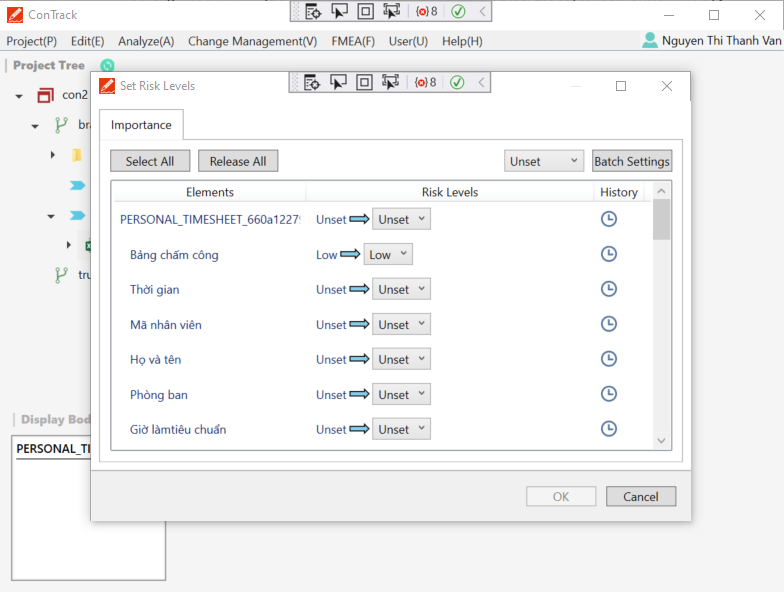 ConTrack
8
Project(P) Edit(E) Analyze(A) Change Management(V) FMEA(F) User(U) Help(H) Nguyen Thi Thanh Van
Project Tree
con2
bra
tru
Set Risk Levels
8
Importance
Select All Release All Unset Batch Settings
Elements Risk Levels History
PERSONAL_TIMESHEET_660a1227 Unset Unset
Bảng chấm công Low Low
Thời gian Unset Unset
Mã nhân viên Unset Unset
Họ và tên Unset Unset
Phòng ban Unset Unset
Giờ làmtiêu chuẩn Unset Unset
OK Cancel
Display Bod
PERSONAL_TI